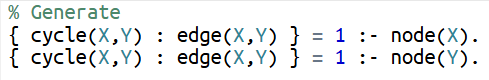 % Generate
{ cycle(X,Y) : edge(X,Y) } = 1 :- node(X).
{ cycle(X,Y) : edge(X,Y) } = 1 :- node(Y).